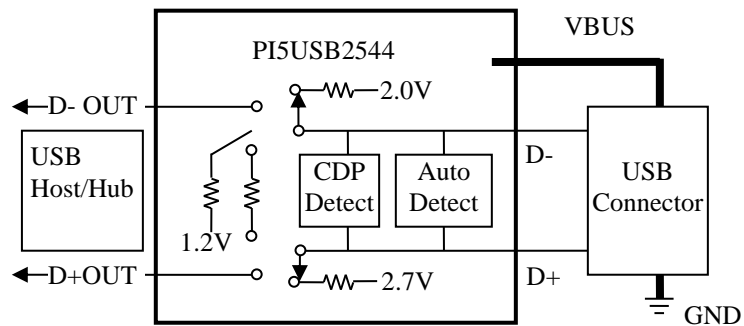 PI5USB2544
VBUS
D- OUT
2.0V
USB
Host/Hub
CDP
Detect
Auto
Detect
D-
USB
Connector
1.2V
D+OUT
2.7V
D+
GND